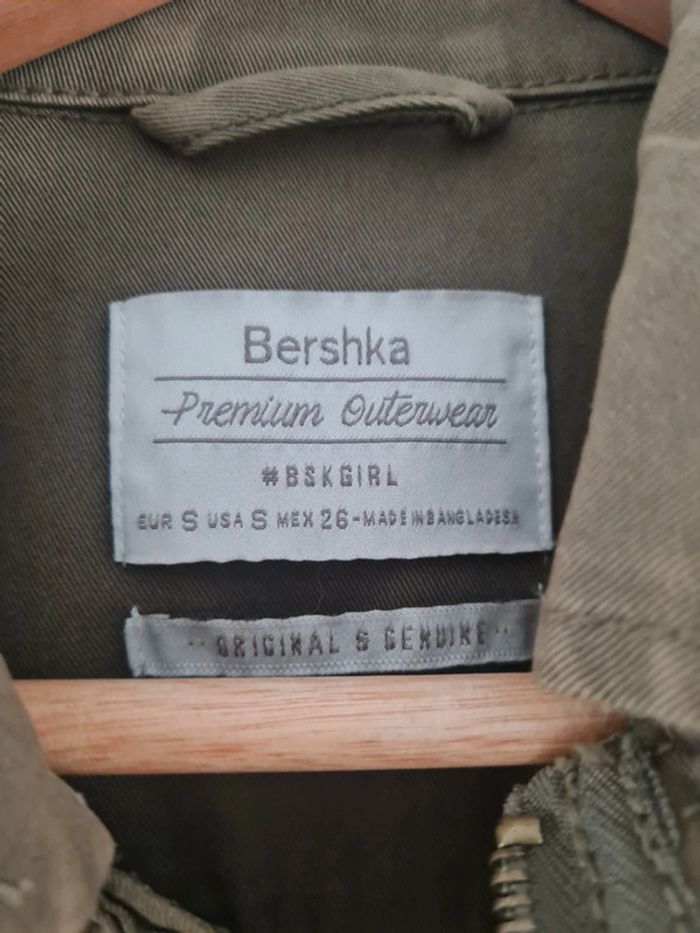 Bershka
Premium Outerwear
#BSKGIRL
EUR S USA S MEX 26-MADE IN BANGLADESH
ORIGINAL & GENUINE